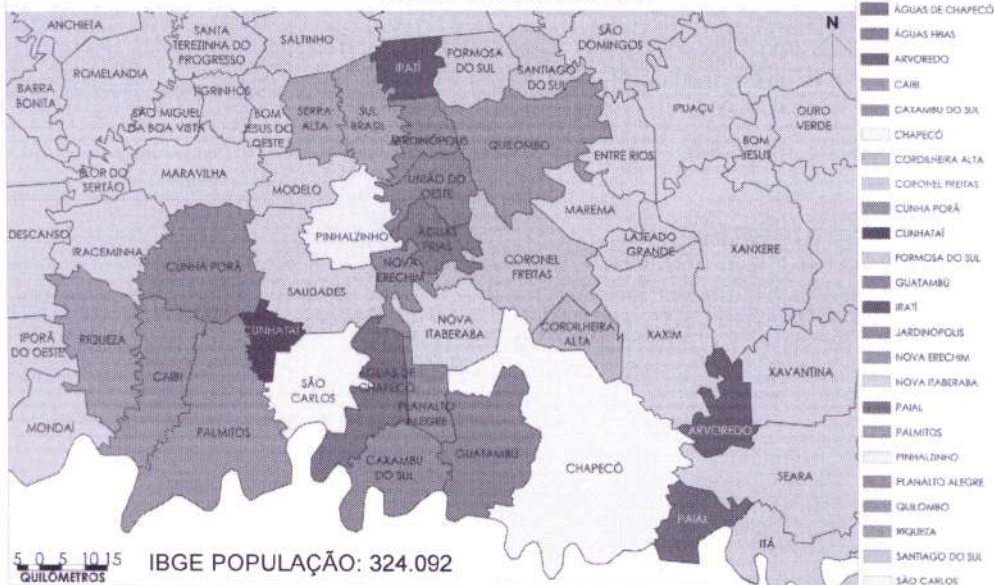 ANCHIETA
SANTA
TEREZINHA DO
PROGRESSO
SALTINHO
IRATÍ
FORMOSA
DO SUL
SÃO
DOMINGOS
N
ROMELANDIA
BARRA
BONITA
TIGRINHOS
SÃO MIGUEL
DA BOA VISTA
BOM
JESUS DO
OESTE
SERRA
ALTA
SUL
BRASIL
SANTIAGO
DO SUL
IPUAÇU
OURO
VERDE
BOM
JESUS
JARDINÓPOLIS
QUILOMBO
ENTRE RIOS
FLOR DO
SERTÃO
MARAVILHA
MODELO
UNIÃO DO
OESTE
MAREMA
DESCANSO
IRACEMINHA
PINHALZINHO
ÁGUAS
FRIAS
LAJEADO
GRANDE
XANXERE
CUNHA PORÃ
NOVA
ERECHIM
CORONEL
FREITAS
SAUDADES
IPORÃ
DO OESTE
RIQUEZA
CUNHATAÍ
NOVA
ITABERABA
CORDILHEIRA
ALTA
XAXIM
CAIBI
SÃO
CARLOS
ÁGUAS DE
CHAPECÓ
XAVANTINA
MONDAÍ
PALMITOS
PLANALTO
ALEGRE
ARVOREDO
CAXAMBU
DO SUL
GUATAMBÚ
CHAPECÓ
SEARA
PAIAL
ITÁ
5 0 5 10 15
QUILÔMETROS
IBGE POPULAÇÃO: 324.092
ÁGUAS DE CHAPECÓ
ÁGUAS FRIAS
ARVOREDO
CAIBI
CAXAMBU DO SUL
CHAPECÓ
CORDILHEIRA ALTA
CORONEL FREITAS
CUNHA PORÃ
CUNHATAÍ
FORMOSA DO SUL
GUATAMBÚ
IRATÍ
JARDINOPOLIS
NOVA ERECHIM
NOVA ITABERABA
PAIAL
PALMITOS
PINHALZINHO
PLANALTO ALEGRE
QUILOMBO
RIQUEZA
SANTIAGO DO SUL
SÃO CARLOS